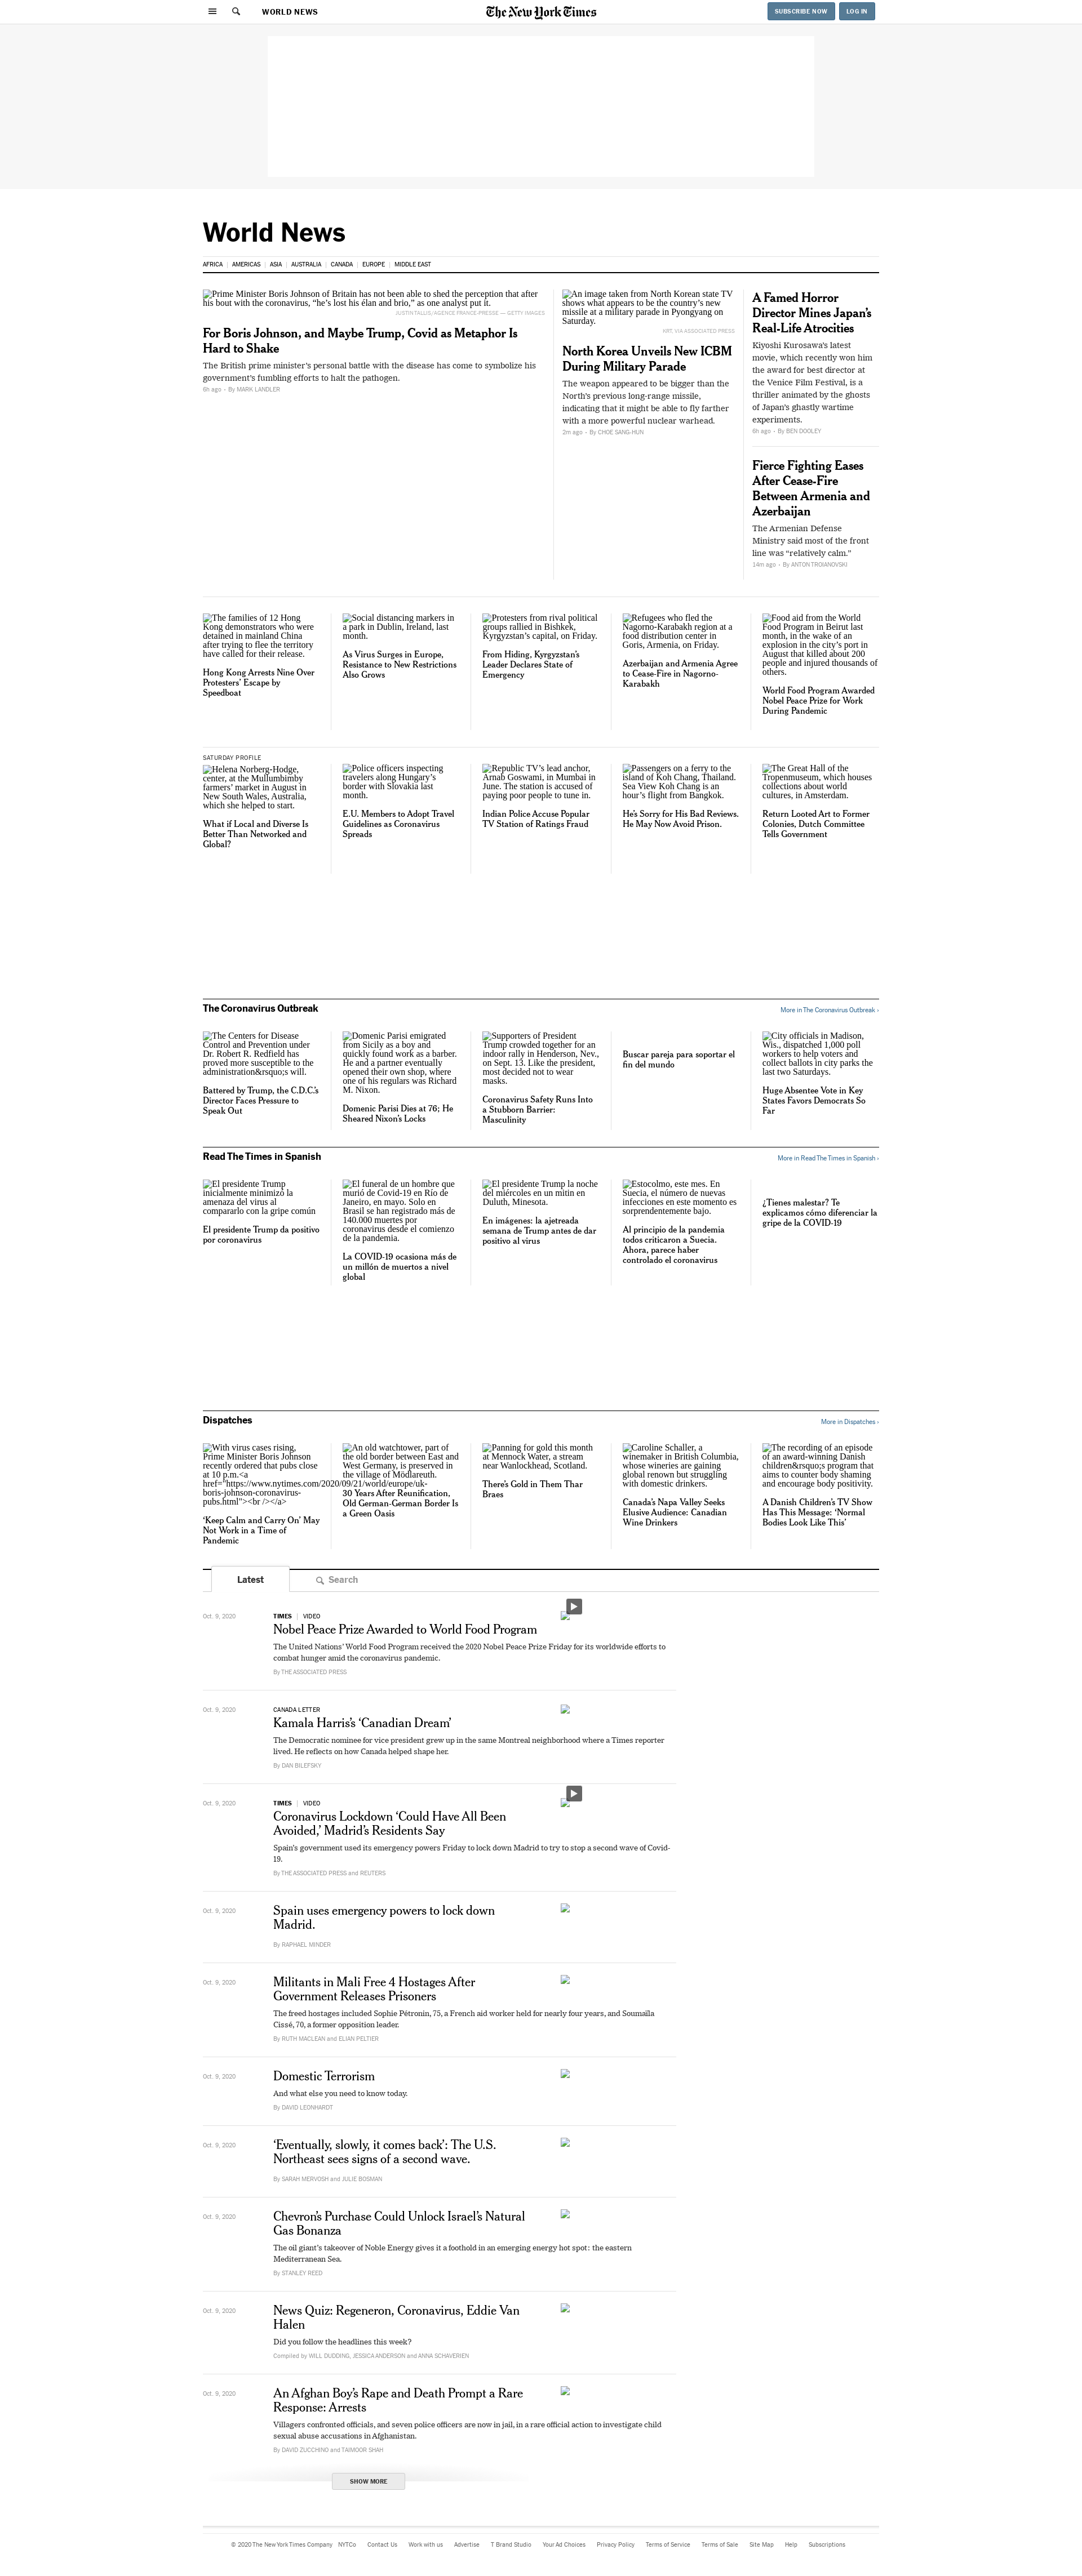 WORLD NEWS
The New York Times
SUBSCRIBE NOW
LOG IN
World News
AFRICA | AMERICAS | ASIA | AUSTRALIA | CANADA | EUROPE | MIDDLE EAST
Prime Minister Boris Johnson of Britain has not been able to shed the perception that after
his bout with the coronavirus, “he’s lost his élan and brio,” as one analyst put it.
JUSTIN TALLIS/AGENCE FRANCE-PRESSE — GETTY IMAGES
For Boris Johnson, and Maybe Trump, Covid as Metaphor Is
Hard to Shake
The British prime minister’s personal battle with the disease has come to symbolize his
government’s fumbling efforts to halt the pathogen.
6h ago - By MARK LANDLER
An image taken from North Korean state TV
shows what appears to be the country’s new
missile at a military parade in Pyongyang on
Saturday.
KRT, VIA ASSOCIATED PRESS
North Korea Unveils New ICBM
During Military Parade
The weapon appeared to be bigger than the
North’s previous long-range missile,
indicating that it might be able to fly farther
with a more powerful nuclear warhead.
2m ago - By CHOE SANG-HUN
A Famed Horror
Director Mines Japan’s
Real-Life Atrocities
Kiyoshi Kurosawa’s latest
movie, which recently won him
the award for best director at
the Venice Film Festival, is a
thriller animated by the ghosts
of Japan’s ghastly wartime
experiments.
6h ago - By BEN DOOLEY
Fierce Fighting Eases
After Cease-Fire
Between Armenia and
Azerbaijan
The Armenian Defense
Ministry said most of the front
line was “relatively calm.”
14m ago - By ANTON TROIANOVSKI
The families of 12 Hong
Kong demonstrators who were
detained in mainland China
after trying to flee the territory
have called for their release.
Hong Kong Arrests Nine Over
Protesters’ Escape by
Speedboat
Social distancing markers in
a park in Dublin, Ireland, last
month.
As Virus Surges in Europe,
Resistance to New Restrictions
Also Grows
Protesters from rival political
groups rallied in Bishkek,
Kyrgyzstan’s capital, on Friday.
From Hiding, Kyrgyzstan’s
Leader Declares State of
Emergency
Refugees who fled the
Nagorno-Karabakh region at a
food distribution center in
Goris, Armenia, on Friday.
Azerbaijan and Armenia Agree
to Cease-Fire in Nagorno-
Karabakh
Food aid from the World
Food Program in Beirut last
month, in the wake of an
explosion in the city’s port in
August that killed about 200
people and injured thousands of
others.
World Food Program Awarded
Nobel Peace Prize for Work
During Pandemic
SATURDAY PROFILE
Helena Norberg-Hodge,
center, at the Mullumbimby
farmers’ market in August in
New South Wales, Australia,
which she helped to start.
What if Local and Diverse Is
Better Than Networked and
Global?
Police officers inspecting
travelers along Hungary’s
border with Slovakia last
month.
E.U. Members to Adopt Travel
Guidelines as Coronavirus
Spreads
Republic TV’s lead anchor,
Arnab Goswami, in Mumbai in
June. The station is accused of
paying poor people to tune in.
Indian Police Accuse Popular
TV Station of Ratings Fraud
Passengers on a ferry to the
island of Koh Chang, Thailand.
Sea View Koh Chang is an
hour’s flight from Bangkok.
He’s Sorry for His Bad Reviews.
He May Now Avoid Prison.
The Great Hall of the
Tropenmuseum, which houses
collections about world
cultures, in Amsterdam.
Return Looted Art to Former
Colonies, Dutch Committee
Tells Government
The Coronavirus Outbreak
More in The Coronavirus Outbreak ›
The Centers for Disease
Control and Prevention under
Dr. Robert R. Redfield has
proved more susceptible to the
administration&rsquo;s will.
Battered by Trump, the C.D.C.’s
Director Faces Pressure to
Speak Out
Domenic Parisi emigrated
from Sicily as a boy and
quickly found work as a barber.
He and a partner eventually
opened their own shop, where
one of his regulars was Richard
M. Nixon.
Domenic Parisi Dies at 76; He
Sheared Nixon’s Locks
Supporters of President
Trump crowded together for an
indoor rally in Henderson, Nev.,
on Sept. 13. Like the president,
most decided not to wear
masks.
Coronavirus Safety Runs Into
a Stubborn Barrier:
Masculinity
Buscar pareja para soportar el
fin del mundo
City officials in Madison,
Wis., dispatched 1,000 poll
workers to help voters and
collect ballots in city parks the
last two Saturdays.
Huge Absentee Vote in Key
States Favors Democrats So
Far
Read The Times in Spanish
More in Read The Times in Spanish ›
El presidente Trump
inicialmente minimizó la
amenaza del virus al
compararlo con la gripe común
El presidente Trump da positivo
por coronavirus
El funeral de un hombre que
murió de Covid-19 en Río de
Janeiro, en mayo. Solo en
Brasil se han registrado más de
140.000 muertes por
coronavirus desde el comienzo
de la pandemia.
La COVID-19 ocasiona más de
un millón de muertos a nivel
global
El presidente Trump la noche
del miércoles en un mitin en
Duluth, Minesota.
En imágenes: la ajetreada
semana de Trump antes de dar
positivo al virus
Estocolmo, este mes. En
Suecia, el número de nuevas
infecciones en este momento es
sorprendentemente bajo.
Al principio de la pandemia
todos criticaron a Suecia.
Ahora, parece haber
controlado el coronavirus
¿Tienes malestar? Te
explicamos cómo diferenciar la
gripe de la COVID-19
Dispatches
More in Dispatches ›
With virus cases rising,
Prime Minister Boris Johnson
recently ordered that pubs close
at 10 p.m.<a
href="https://www.nytimes.com/2020/09/21/world/europe/uk-
boris-johnson-coronavirus-
pubs.html"><br /></a>
‘Keep Calm and Carry On’ May
Not Work in a Time of
Pandemic
An old watchtower, part of
the old border between East and
West Germany, is preserved in
the village of Mödlareuth.
30 Years After Reunification,
Old German-German Border Is
a Green Oasis
Panning for gold this month
at Mennock Water, a stream
near Wanlockhead, Scotland.
There’s Gold in Them Thar
Braes
Caroline Schaller, a
winemaker in British Columbia,
whose wineries are gaining
global renown but struggling
with domestic drinkers.
Canada’s Napa Valley Seeks
Elusive Audience: Canadian
Wine Drinkers
The recording of an episode
of an award-winning Danish
children&rsquo;s program that
aims to counter body shaming
and encourage body positivity.
A Danish Children’s TV Show
Has This Message: ‘Normal
Bodies Look Like This’
Latest
Search
Oct. 9, 2020
TIMES | VIDEO
Nobel Peace Prize Awarded to World Food Program
The United Nations’ World Food Program received the 2020 Nobel Peace Prize Friday for its worldwide efforts to
combat hunger amid the coronavirus pandemic.
By THE ASSOCIATED PRESS
Oct. 9, 2020
CANADA LETTER
Kamala Harris’s ‘Canadian Dream’
The Democratic nominee for vice president grew up in the same Montreal neighborhood where a Times reporter
lived. He reflects on how Canada helped shape her.
By DAN BILEFSKY
Oct. 9, 2020
TIMES | VIDEO
Coronavirus Lockdown ‘Could Have All Been
Avoided,’ Madrid’s Residents Say
Spain’s government used its emergency powers Friday to lock down Madrid to try to stop a second wave of Covid-
19.
By THE ASSOCIATED PRESS and REUTERS
Oct. 9, 2020
Spain uses emergency powers to lock down
Madrid.
By RAPHAEL MINDER
Oct. 9, 2020
Militants in Mali Free 4 Hostages After
Government Releases Prisoners
The freed hostages included Sophie Pétronin, 75, a French aid worker held for nearly four years, and Soumaïla
Cissé, 70, a former opposition leader.
By RUTH MACLEAN and ELIAN PELTIER
Oct. 9, 2020
Domestic Terrorism
And what else you need to know today.
By DAVID LEONHARDT
Oct. 9, 2020
‘Eventually, slowly, it comes back’: The U.S.
Northeast sees signs of a second wave.
By SARAH MERVOSH and JULIE BOSMAN
Oct. 9, 2020
Chevron’s Purchase Could Unlock Israel’s Natural
Gas Bonanza
The oil giant’s takeover of Noble Energy gives it a foothold in an emerging energy hot spot: the eastern
Mediterranean Sea.
By STANLEY REED
Oct. 9, 2020
News Quiz: Regeneron, Coronavirus, Eddie Van
Halen
Did you follow the headlines this week?
Compiled by WILL DUDDING, JESSICA ANDERSON and ANNA SCHAVERIEN
Oct. 9, 2020
An Afghan Boy’s Rape and Death Prompt a Rare
Response: Arrests
Villagers confronted officials, and seven police officers are now in jail, in a rare official action to investigate child
sexual abuse accusations in Afghanistan.
By DAVID ZUCCHINO and TAIMOOR SHAH
SHOW MORE
© 2020 The New York Times Company NYTCo Contact Us Work with us Advertise T Brand Studio Your Ad Choices Privacy Policy Terms of Service Terms of Sale Site Map Help Subscriptions